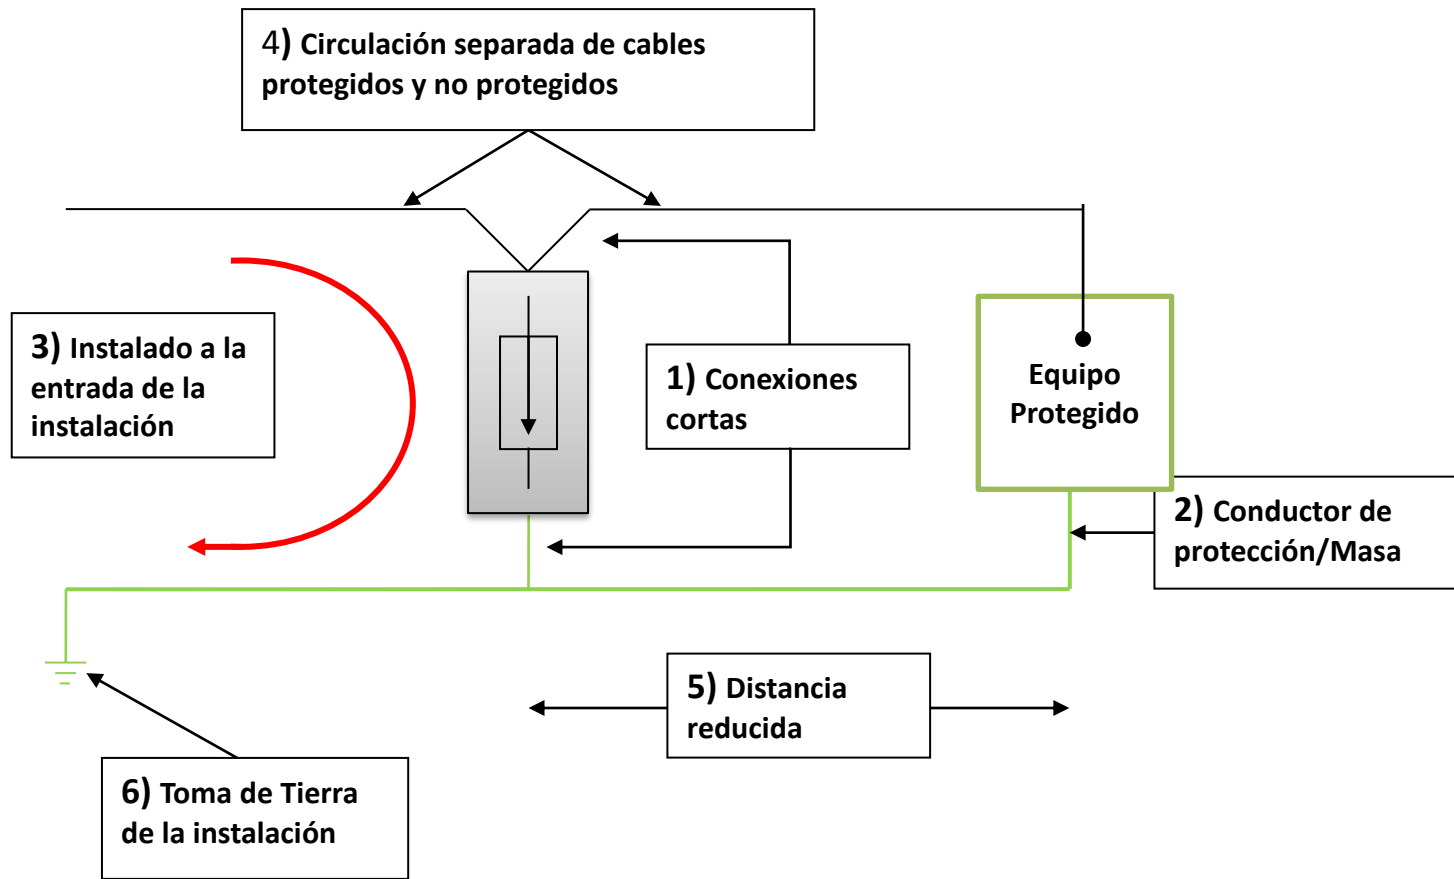 4) Circulación separada de cables
protegidos y no protegidos
3) Instalado a la
entrada de la
instalación
1) Conexiones
cortas
Equipo
Protegido
2) Conductor de
protección/Masa
5) Distancia
reducida
6) Toma de Tierra
de la instalación